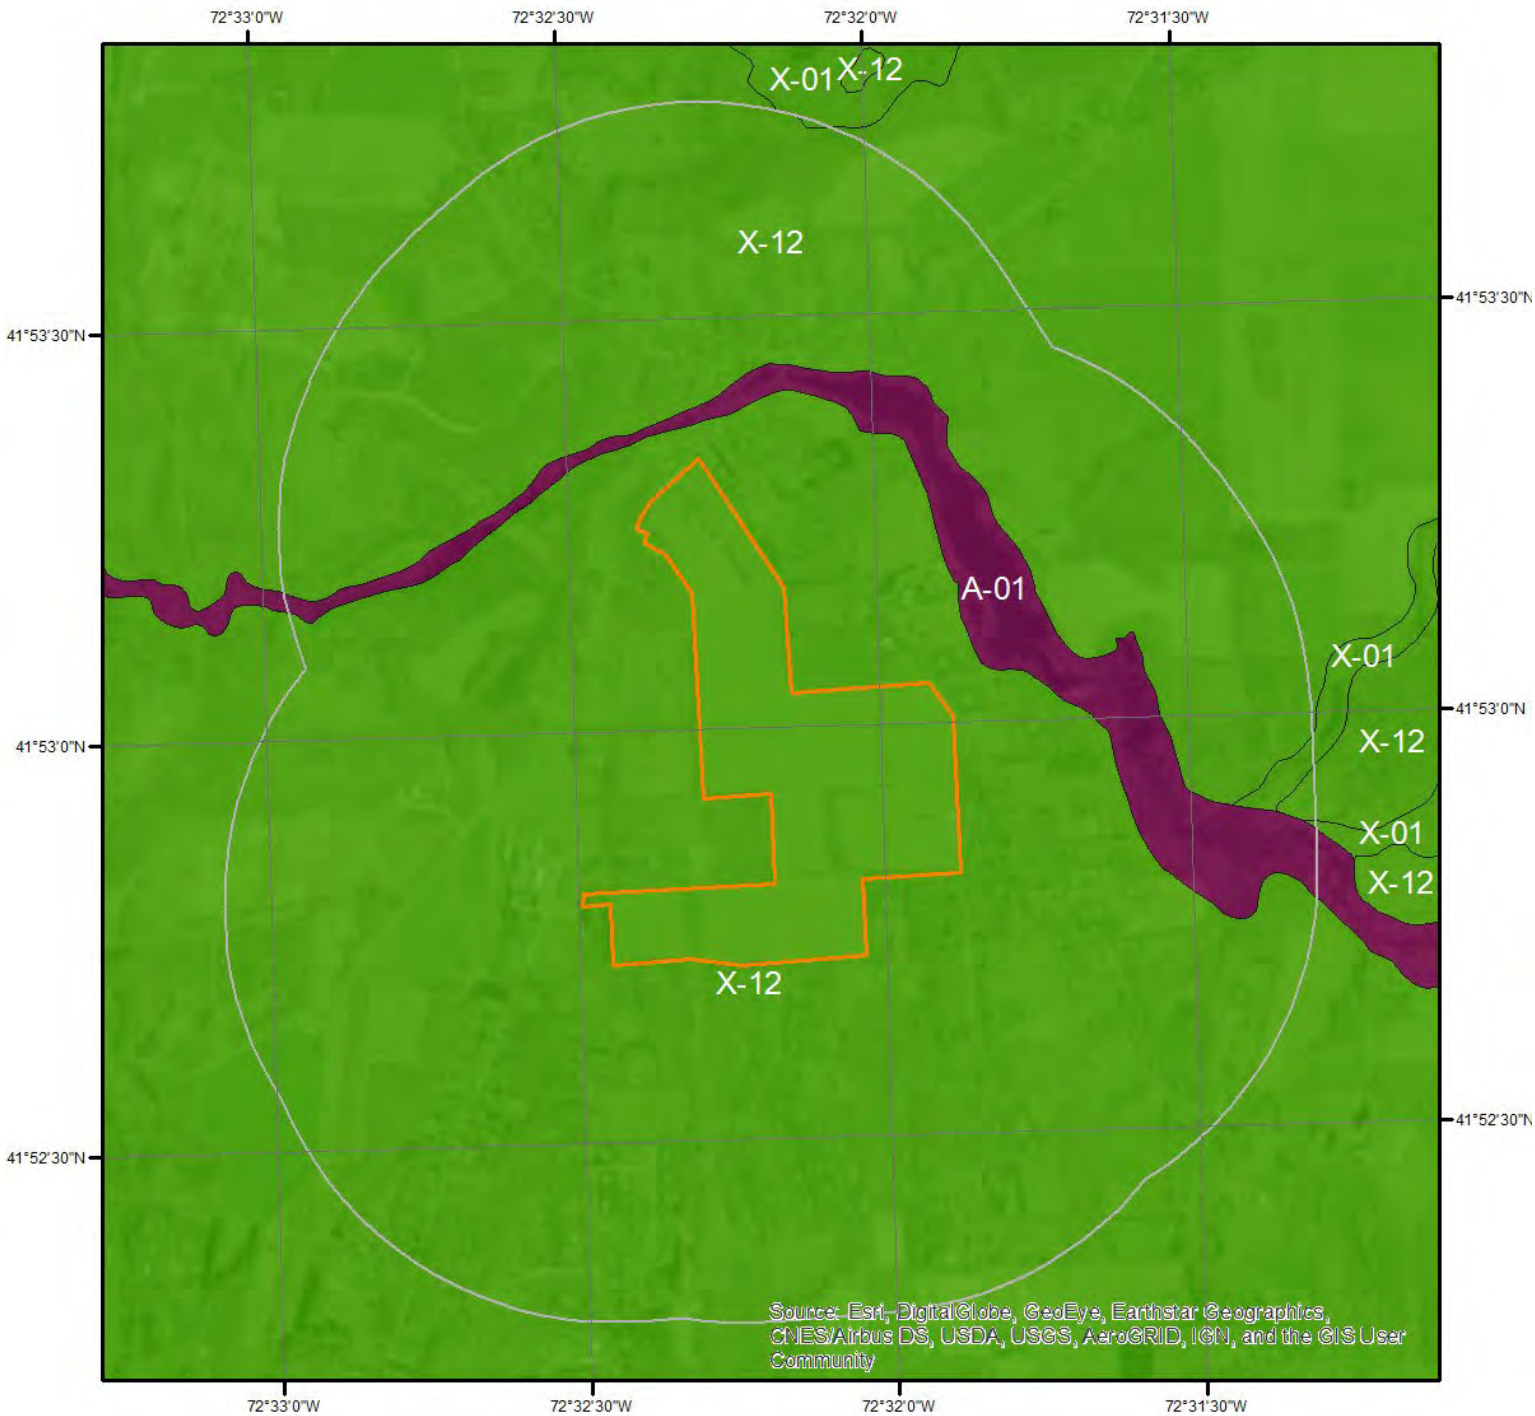 72°33'0"W 72°32'30"W 72°32'0"W 72°31'30"W
X-01 X-12
X-12
41°53'30"N
41°53'30"N
A-01
X-01
41°53'0"N
X-12
41°53'0"N
X-01
X-12
X-12
41°52'30"N
41°52'30"N
Source: Esri, DigitalGlobe, GeoEye, Earthstar Geographics,
CNES/Airbus DS, USDA, USGS, AeroGRID, IGN, and the GIS User
Community
72°33'0"W 72°32'30"W 72°32'0"W 72°31'30"W